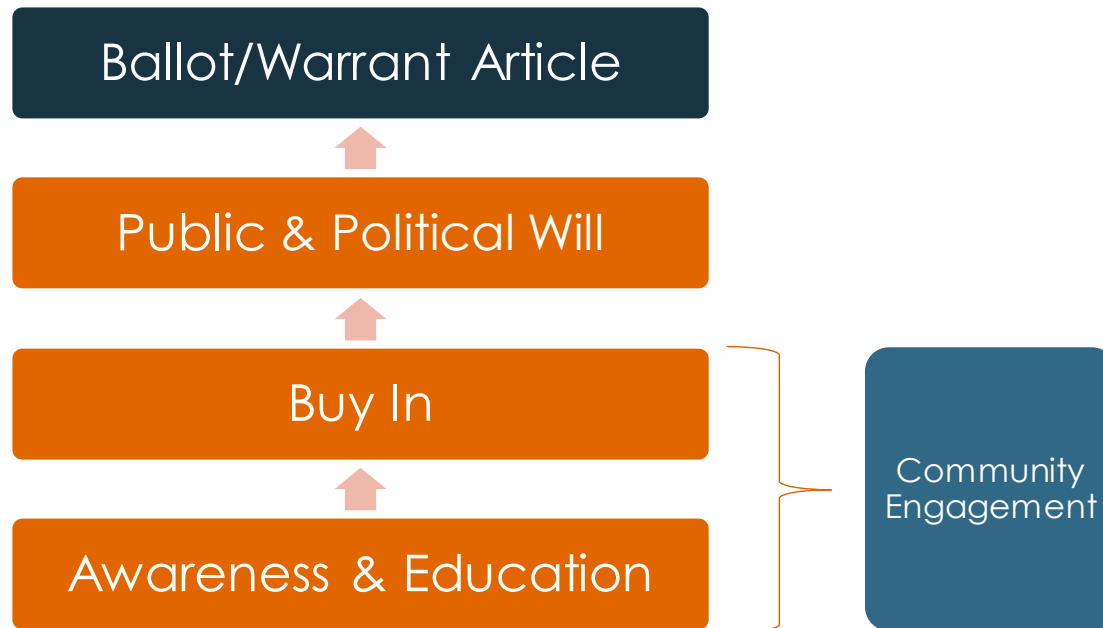 Ballot/Warrant Article
Public & Political Will
Buy In
Awareness & Education
Community
Engagement